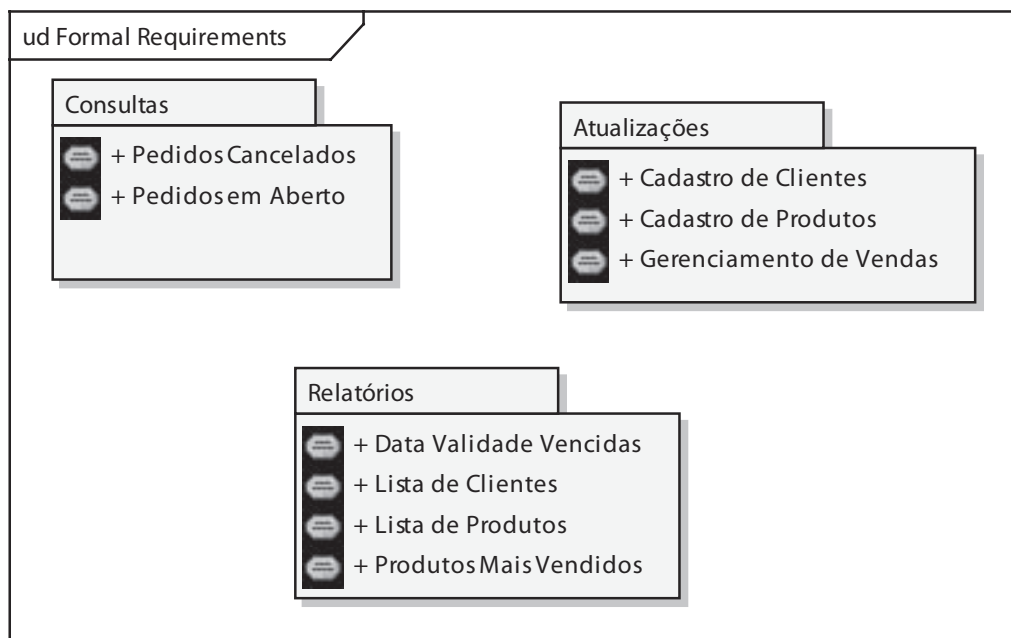 ud Formal Requirements
Consultas
+ Pedidos Cancelados
+ Pedidos em Aberto
Atualizações
+ Cadastro de Clientes
+ Cadastro de Produtos
+ Gerenciamento de Vendas
Relatórios
+ Data Validade Vencidas
+ Lista de Clientes
+ Lista de Produtos
+ Produtos Mais Vendidos